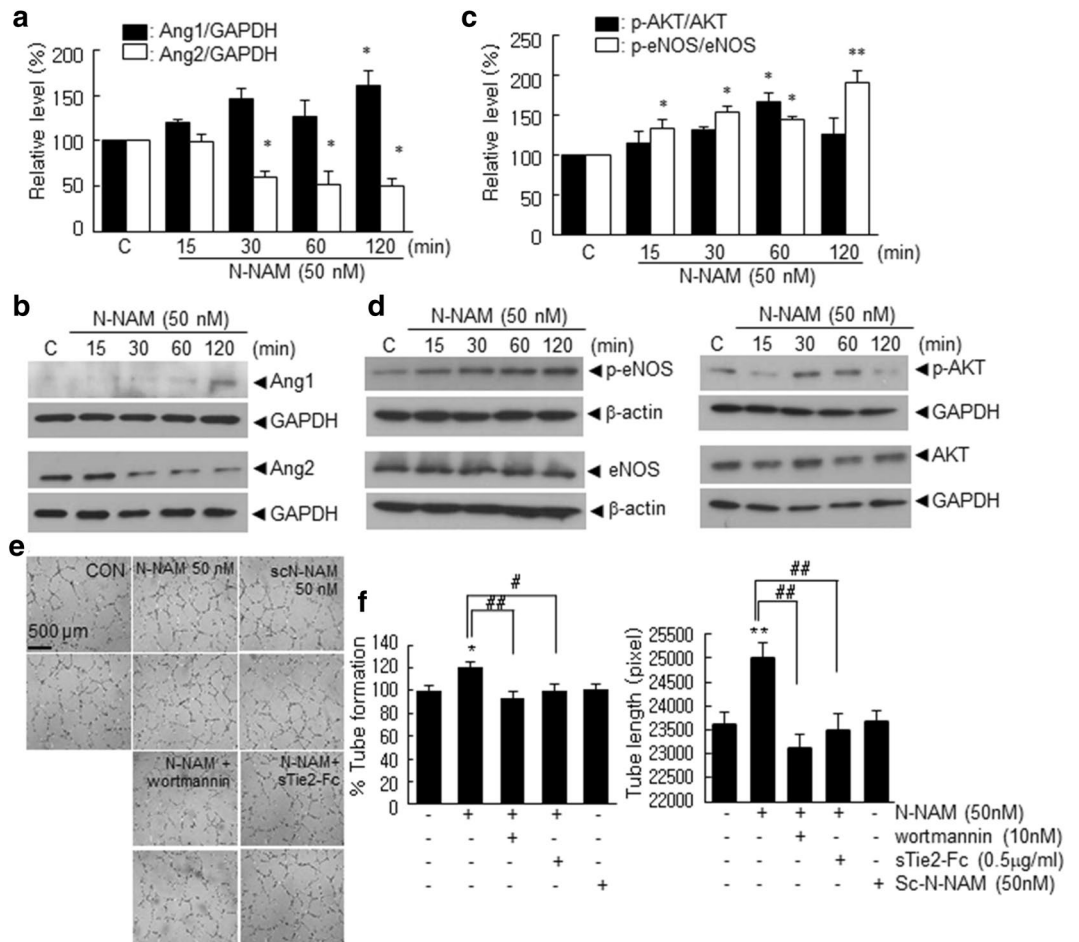 a
■: Ang1/GAPDH
□: Ang2/GAPDH
Relative level (%)
200
150
100
50
0
*
* * *
C 15 30 60 120 (min)
N-NAM (50 nM)
c
■: p-AKT/AKT
□: p-eNOS/eNOS
Relative level (%)
250
200
150
100
50
0
* * * * **
C 15 30 60 120 (min)
N-NAM (50 nM)
b
N-NAM (50 nM)
C 15 30 60 120 (min)
◄Ang1
◄GAPDH
◄Ang2
◄GAPDH
d
N-NAM (50 nM)
C 15 30 60 120 (min)
◄p-eNOS
◄β-actin
◄eNOS
◄β-actin
N-NAM (50 nM)
C 15 30 60 120 (min)
◄p-AKT
◄GAPDH
◄AKT
◄GAPDH
e
CON
500 µm
N-NAM 50 nM
scN-NAM
50 nM
N-NAM +
wortmannin
N-NAM+
sTie2-Fc
f
% Tube formation
140
120
100
80
60
40
20
0
#
##
*
Tube length (pixel)
25500
25000
24500
24000
23500
23000
22500
22000
##
##
**
- + + + - - + + + - N-NAM (50nM)
- - + - - - - + - - wortmannin (10nM)
- - - + - - - - + - sTie2-Fc (0.5µg/ml)
- - - - + - - - - + Sc-N-NAM (50nM)